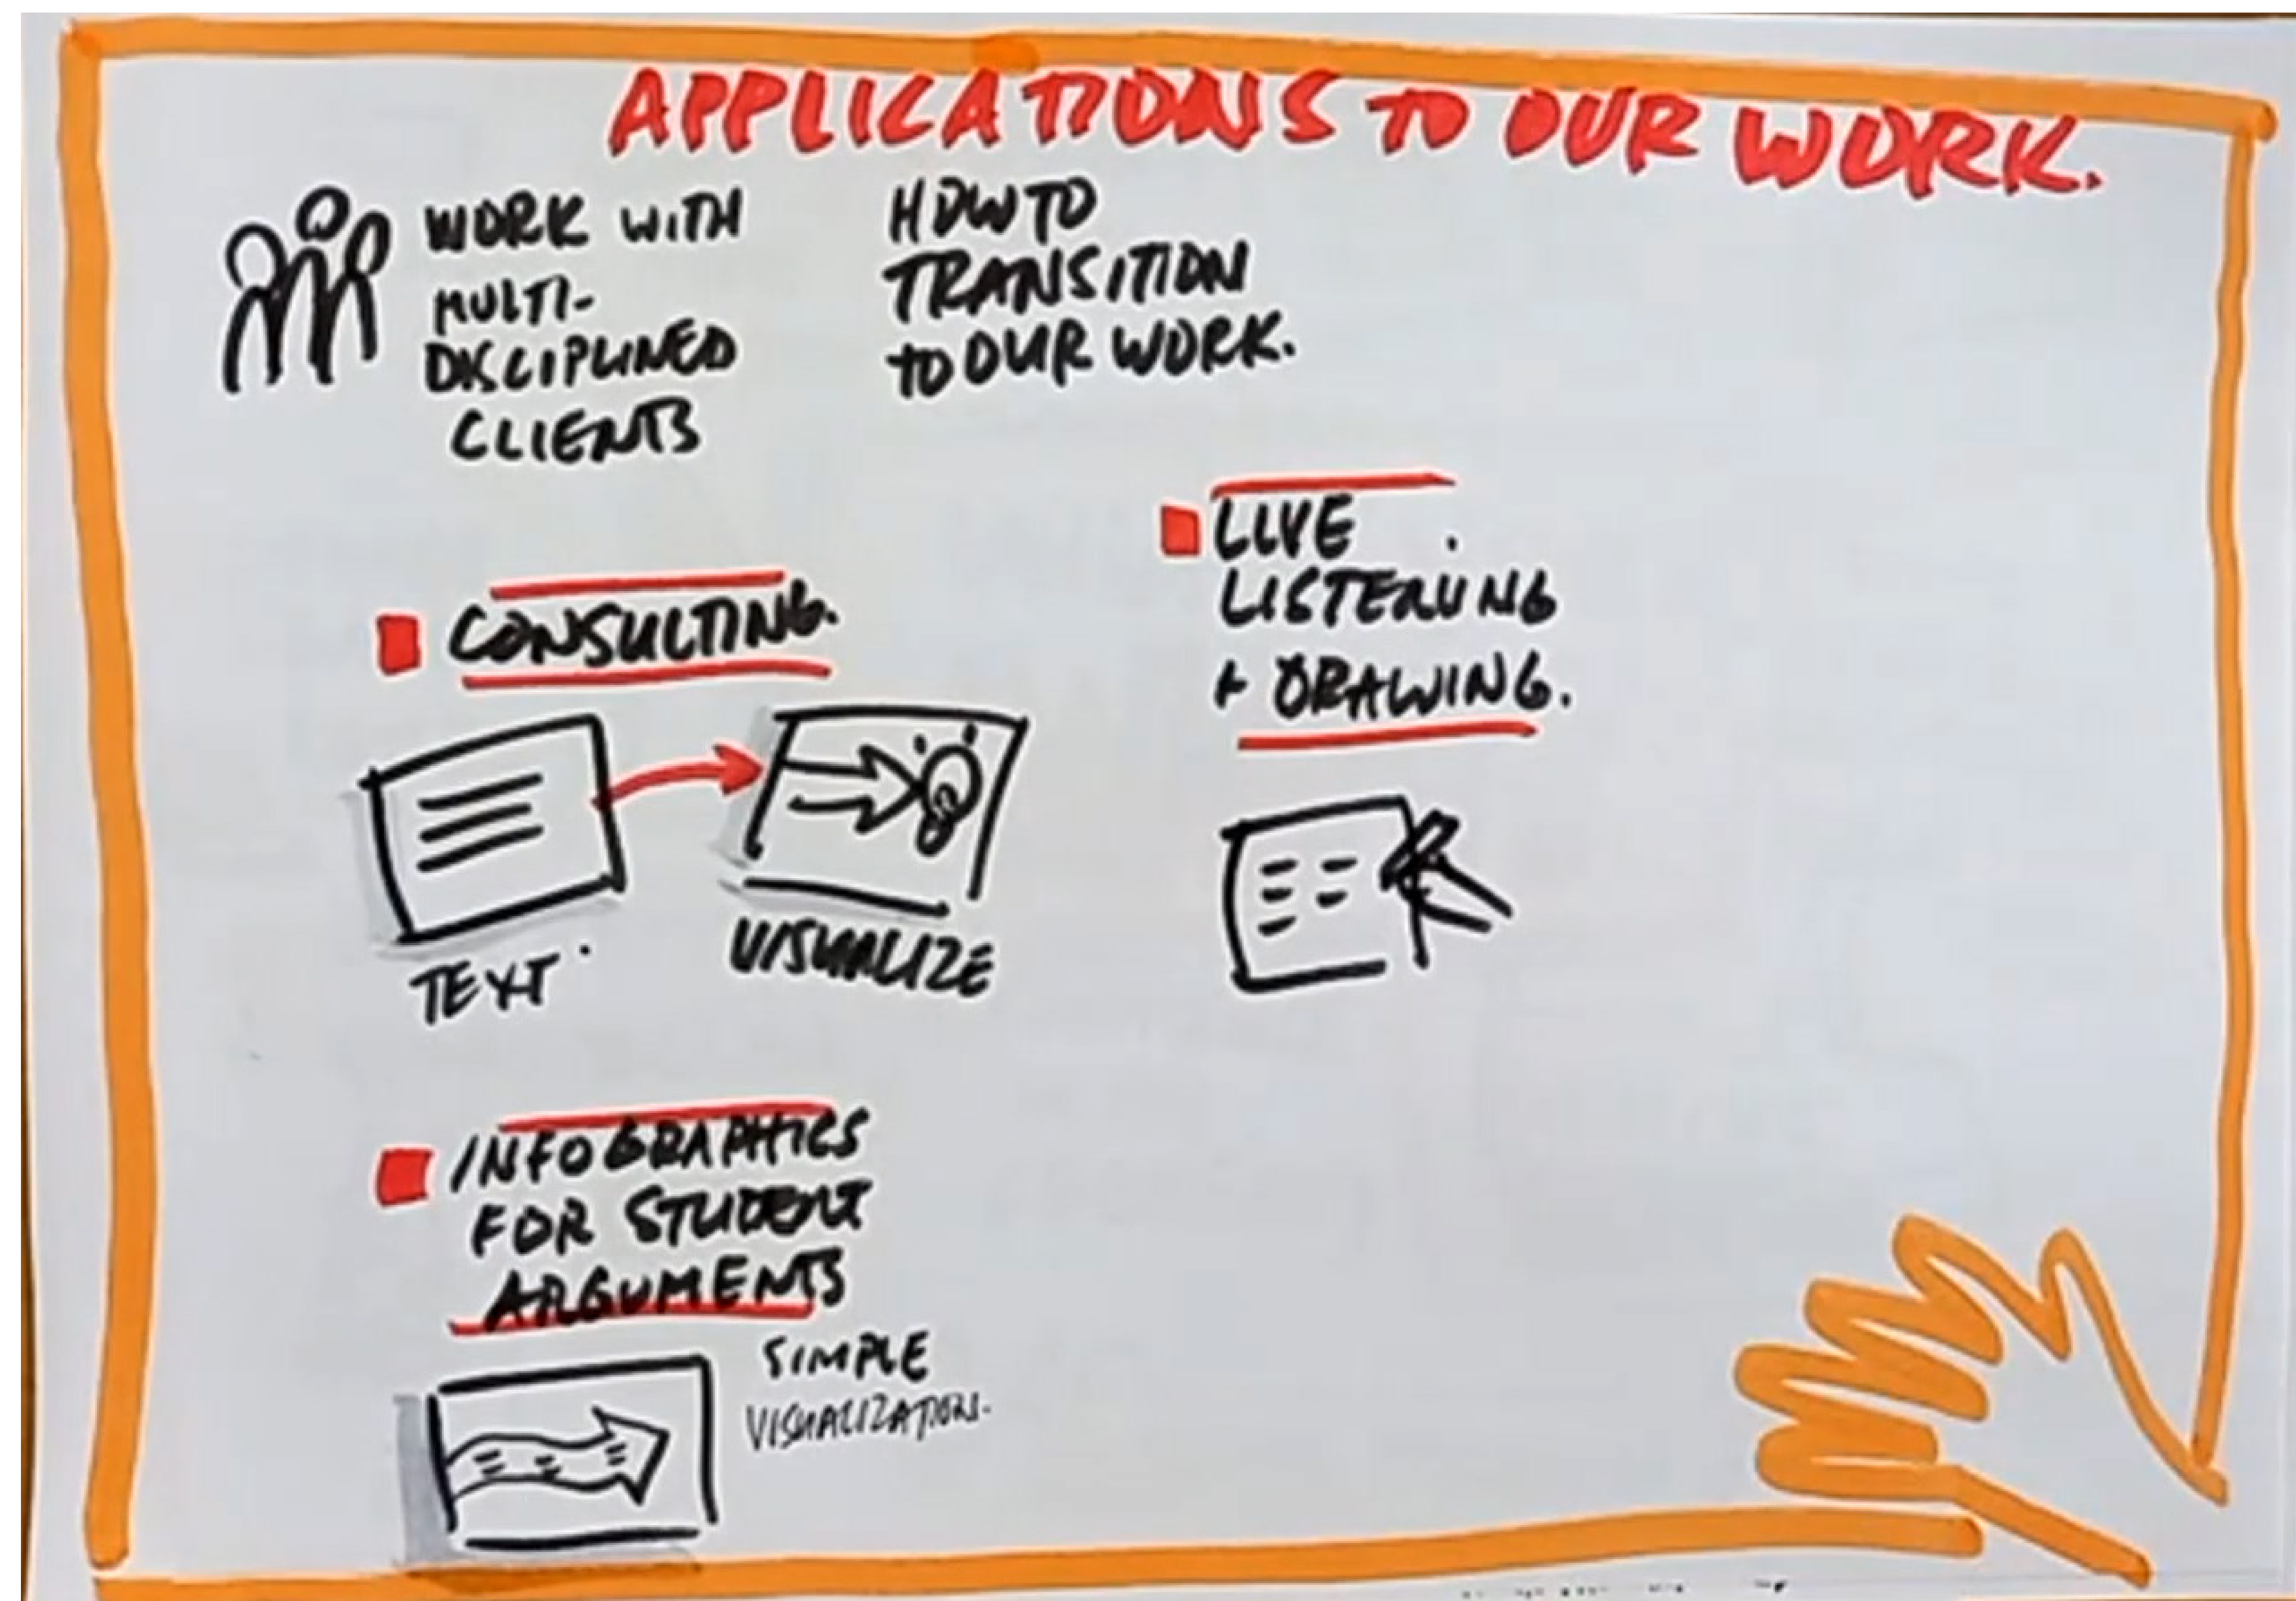 APPLICATIONS TO OUR WORK.
WORK WITH
MULTI-
DISCIPLINED
CLIENTS
HOW TO
TRANSITION
TO OUR WORK.
CONSULTING.
TEXT.
VISUALIZE
LIVE
LISTENING
+ DRAWING.
INFOGRAPHICS
FOR STUDENT
ARGUMENTS
SIMPLE
VISUALIZATION.